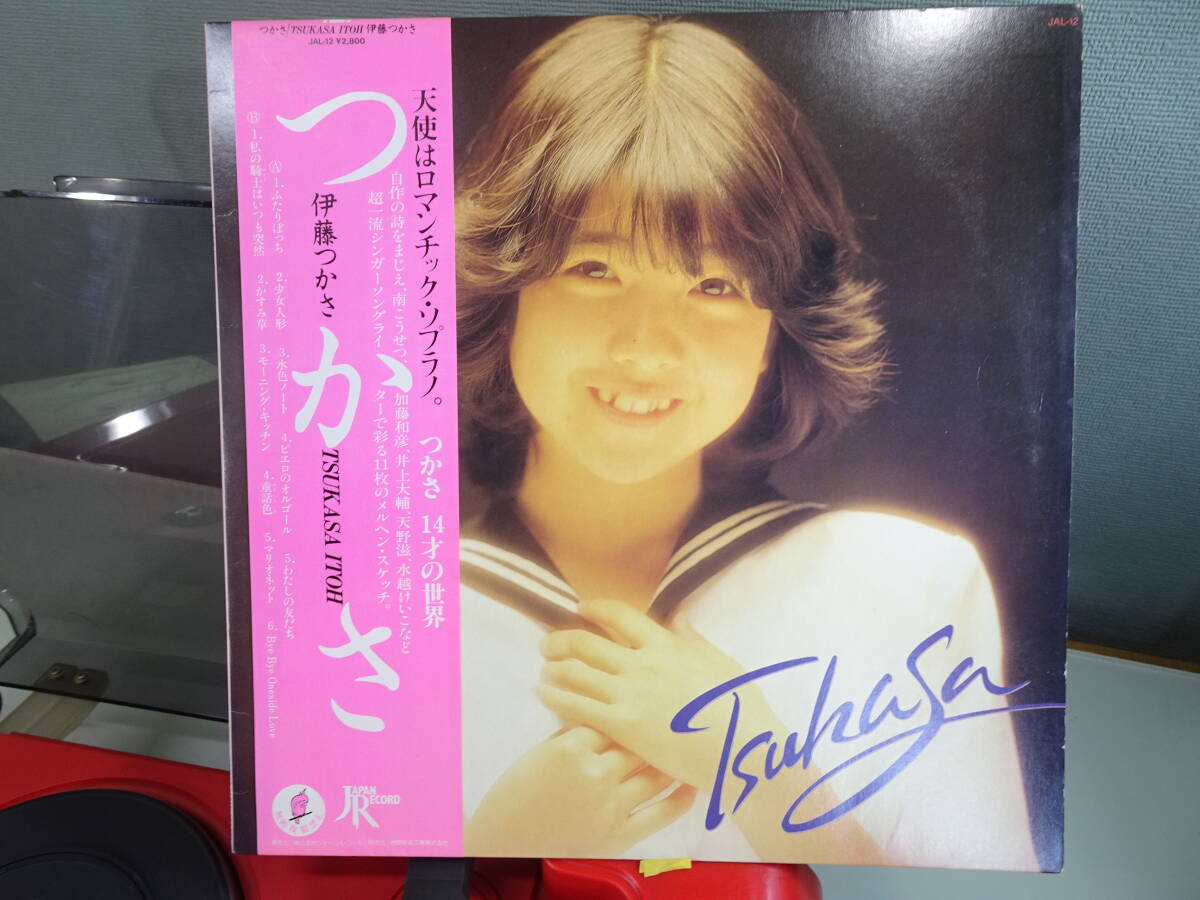 つかさ/TSUKASA ITOH 伊藤つかさ
JAL-12 ¥2,800
JAL-12
天使はロマンチック・ソプラノ。
つかさ 14才の世界
自作の詩をまじえ、南こうせつ、加藤和彦、井上大輔、天野滋、水越けいこなど
超一流シンガーソングライターで彩る11枚のメルヘン・スケッチ。
つかさ
伊藤つかさ
TSUKASA ITOH
Ⓐ 1.ふたりぼっち 2.少女人形 3.水色ノート 4.ピエロのオルゴール 5.わたしの友だち
Ⓑ 1.私の騎士はいつも突然 2.かすみ草 3.モーニング・キッチン 4.童話色 5.マリオネット 6.Bye Bye Oneside Love
JAPAN RECORD
Tsukasa